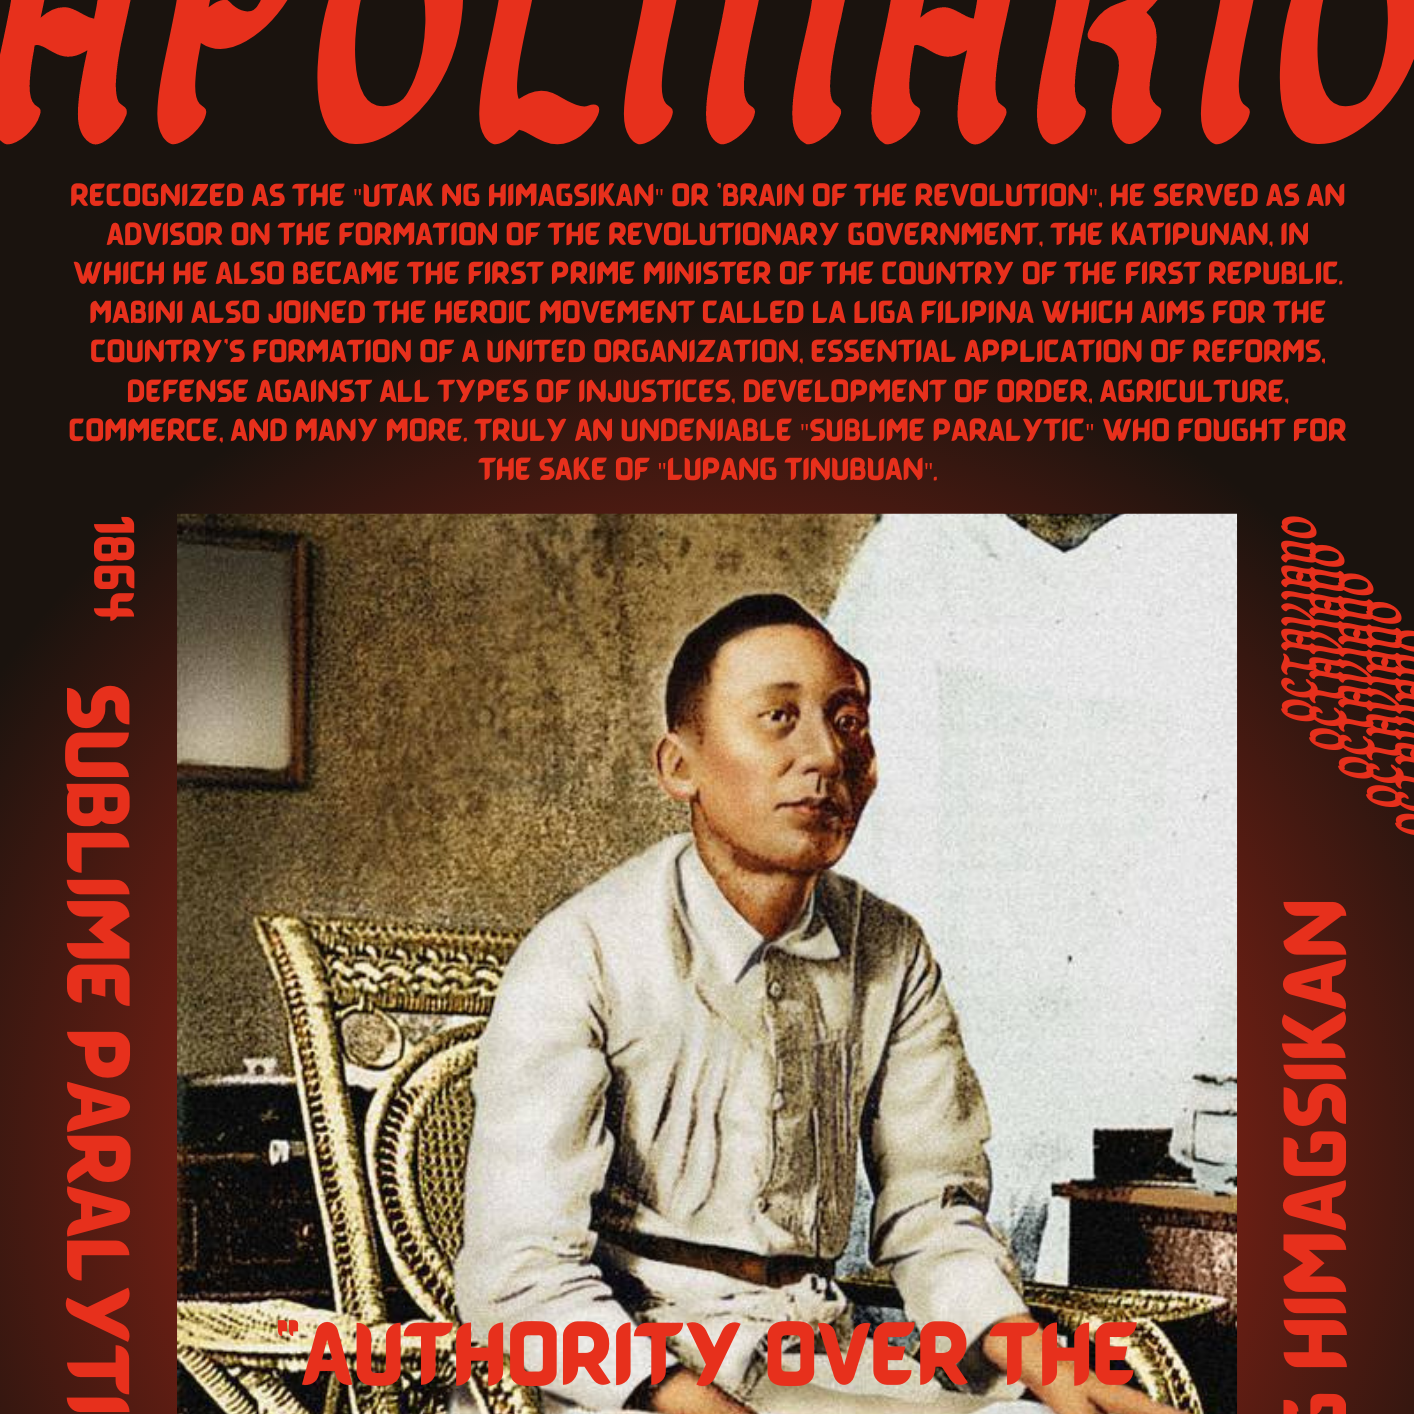 APOLINARIO
RECOGNIZED AS THE "UTAK NG HIMAGSIKAN" OR 'BRAIN OF THE REVOLUTION", HE SERVED AS AN
ADVISOR ON THE FORMATION OF THE REVOLUTIONARY GOVERNMENT, THE KATIPUNAN, IN
WHICH HE ALSO BECAME THE FIRST PRIME MINISTER OF THE COUNTRY OF THE FIRST REPUBLIC.
MABINI ALSO JOINED THE HEROIC MOVEMENT CALLED LA LIGA FILIPINA WHICH AIMS FOR THE
COUNTRY'S FORMATION OF A UNITED ORGANIZATION, ESSENTIAL APPLICATION OF REFORMS,
DEFENSE AGAINST ALL TYPES OF INJUSTICES, DEVELOPMENT OF ORDER, AGRICULTURE,
COMMERCE, AND MANY MORE. TRULY AN UNDENIABLE "SUBLIME PARALYTIC" WHO FOUGHT FOR
THE SAKE OF "LUPANG TINUBUAN".
1864
SUBLIME PARALYTI
HIMAGSIKAN
"AUTHORITY OVER THE